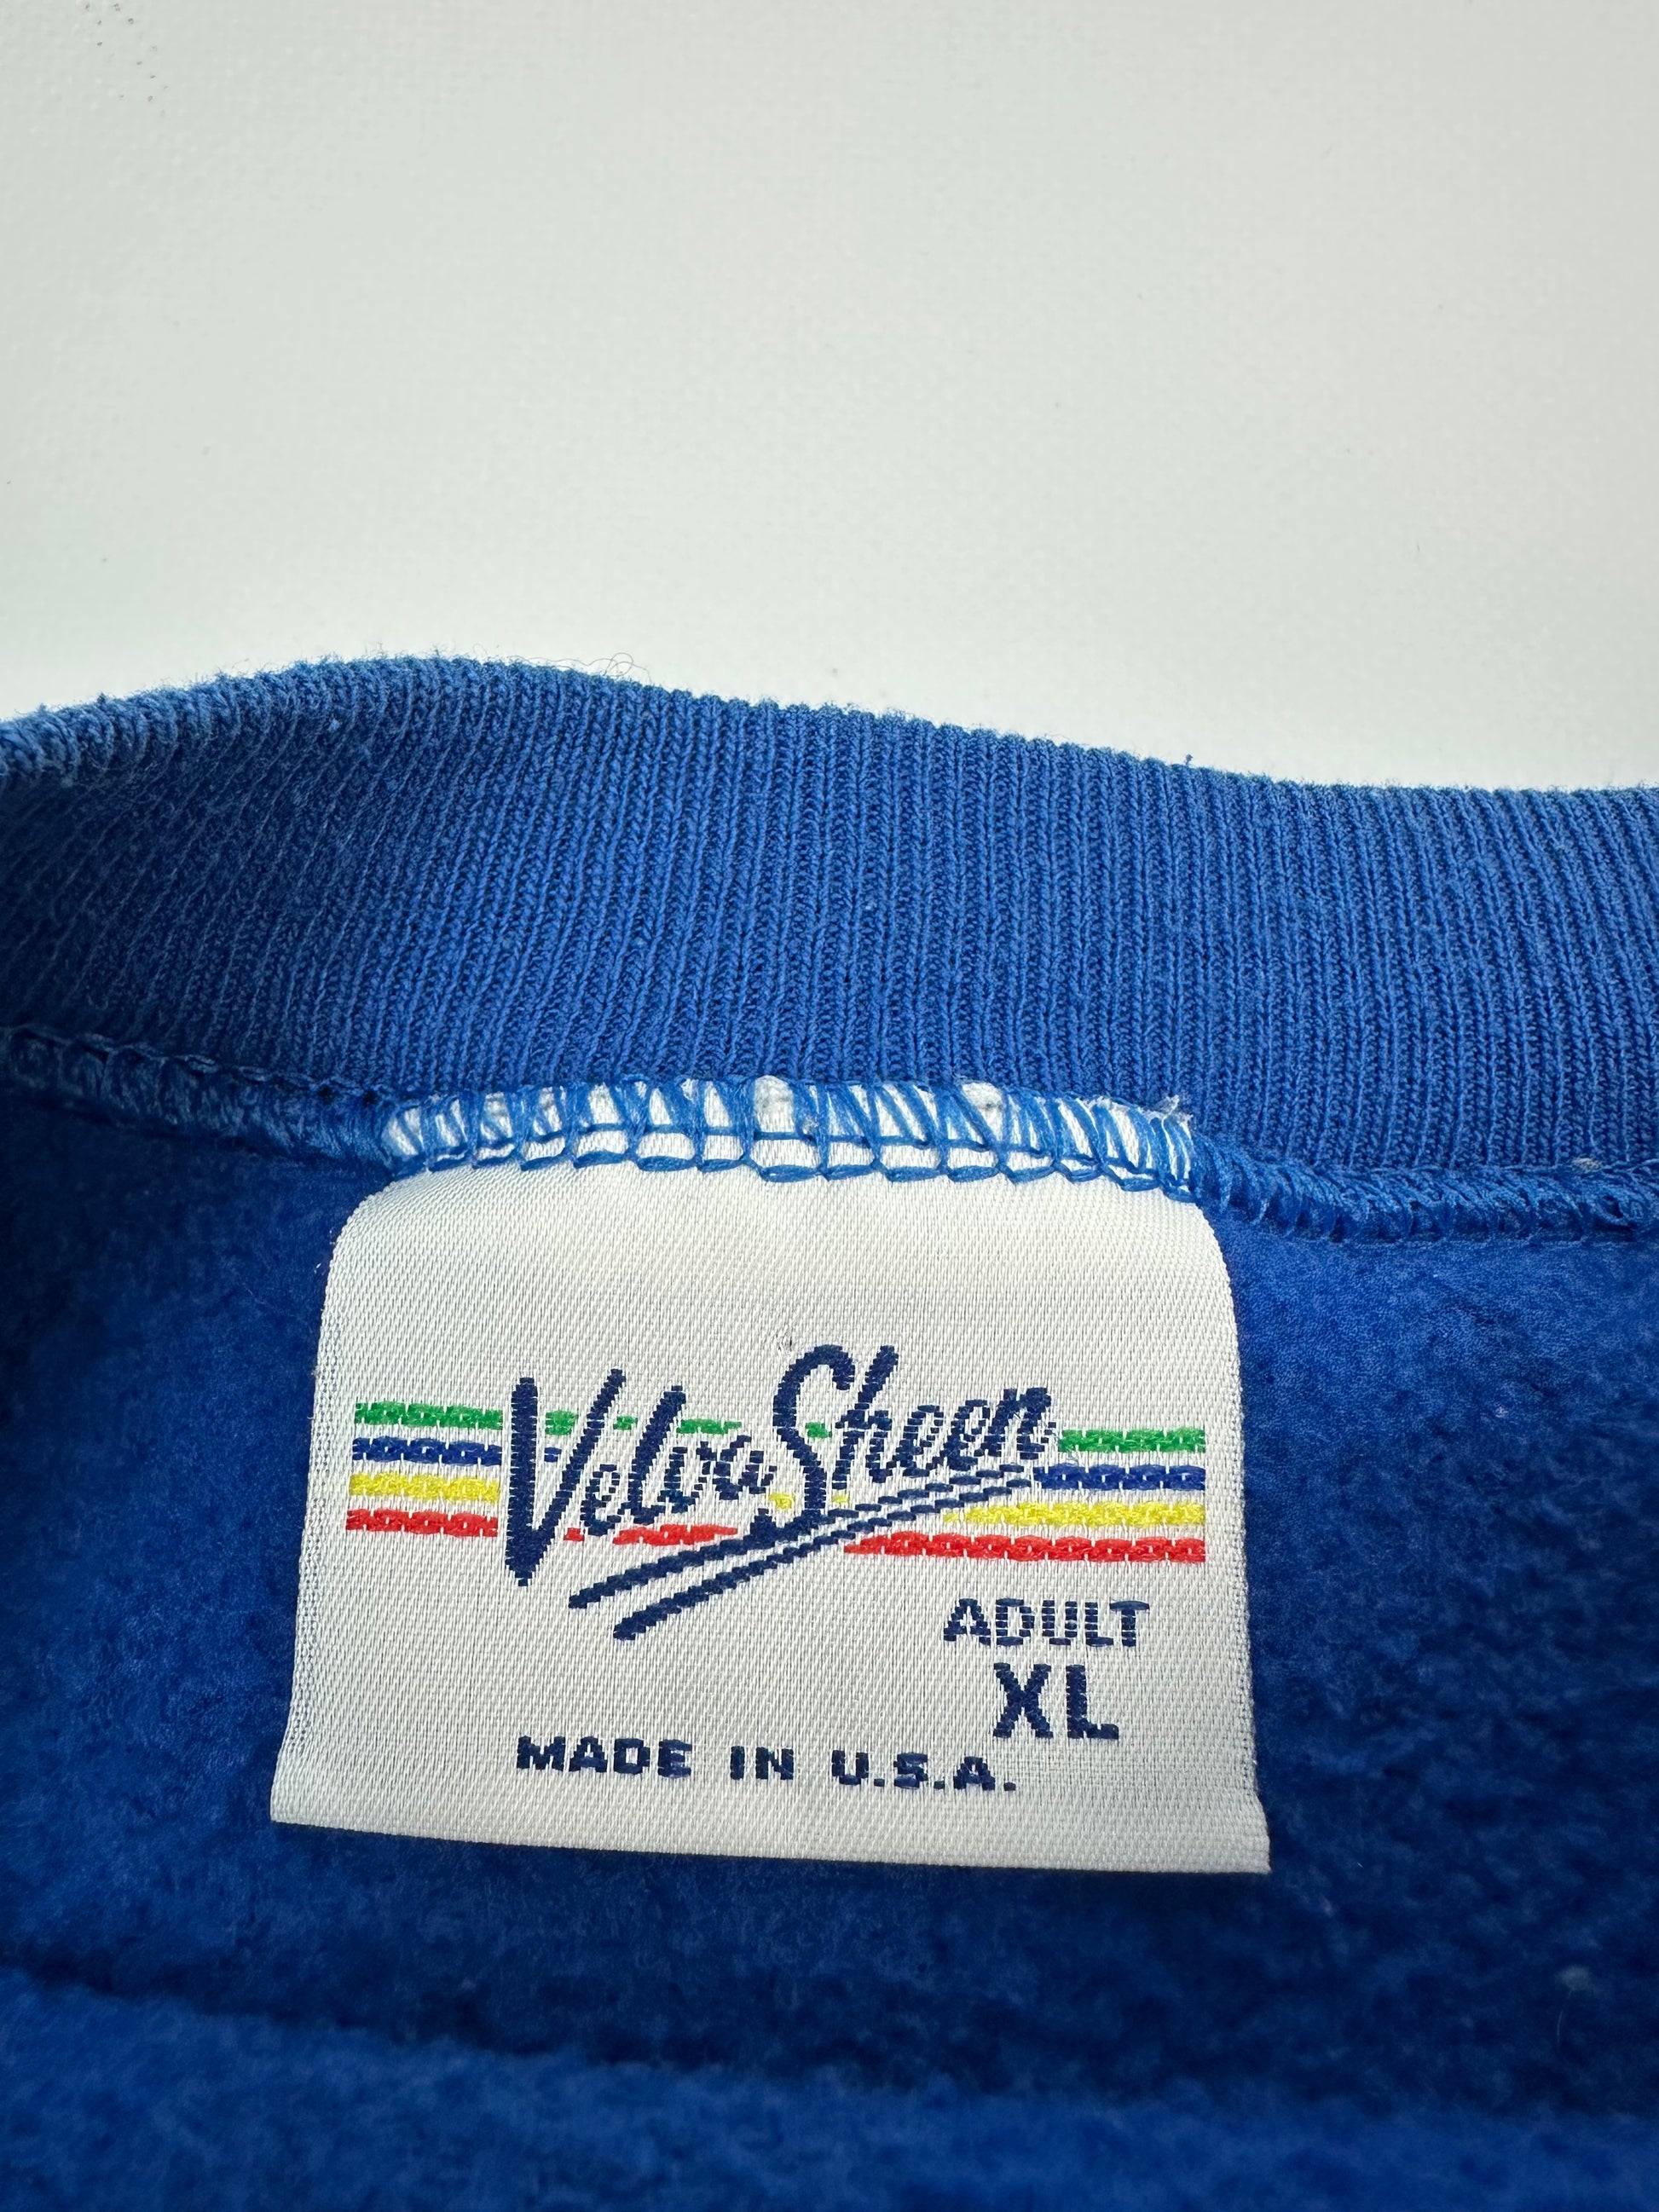 Velva Sheen
ADULT
XL
MADE IN U.S.A.